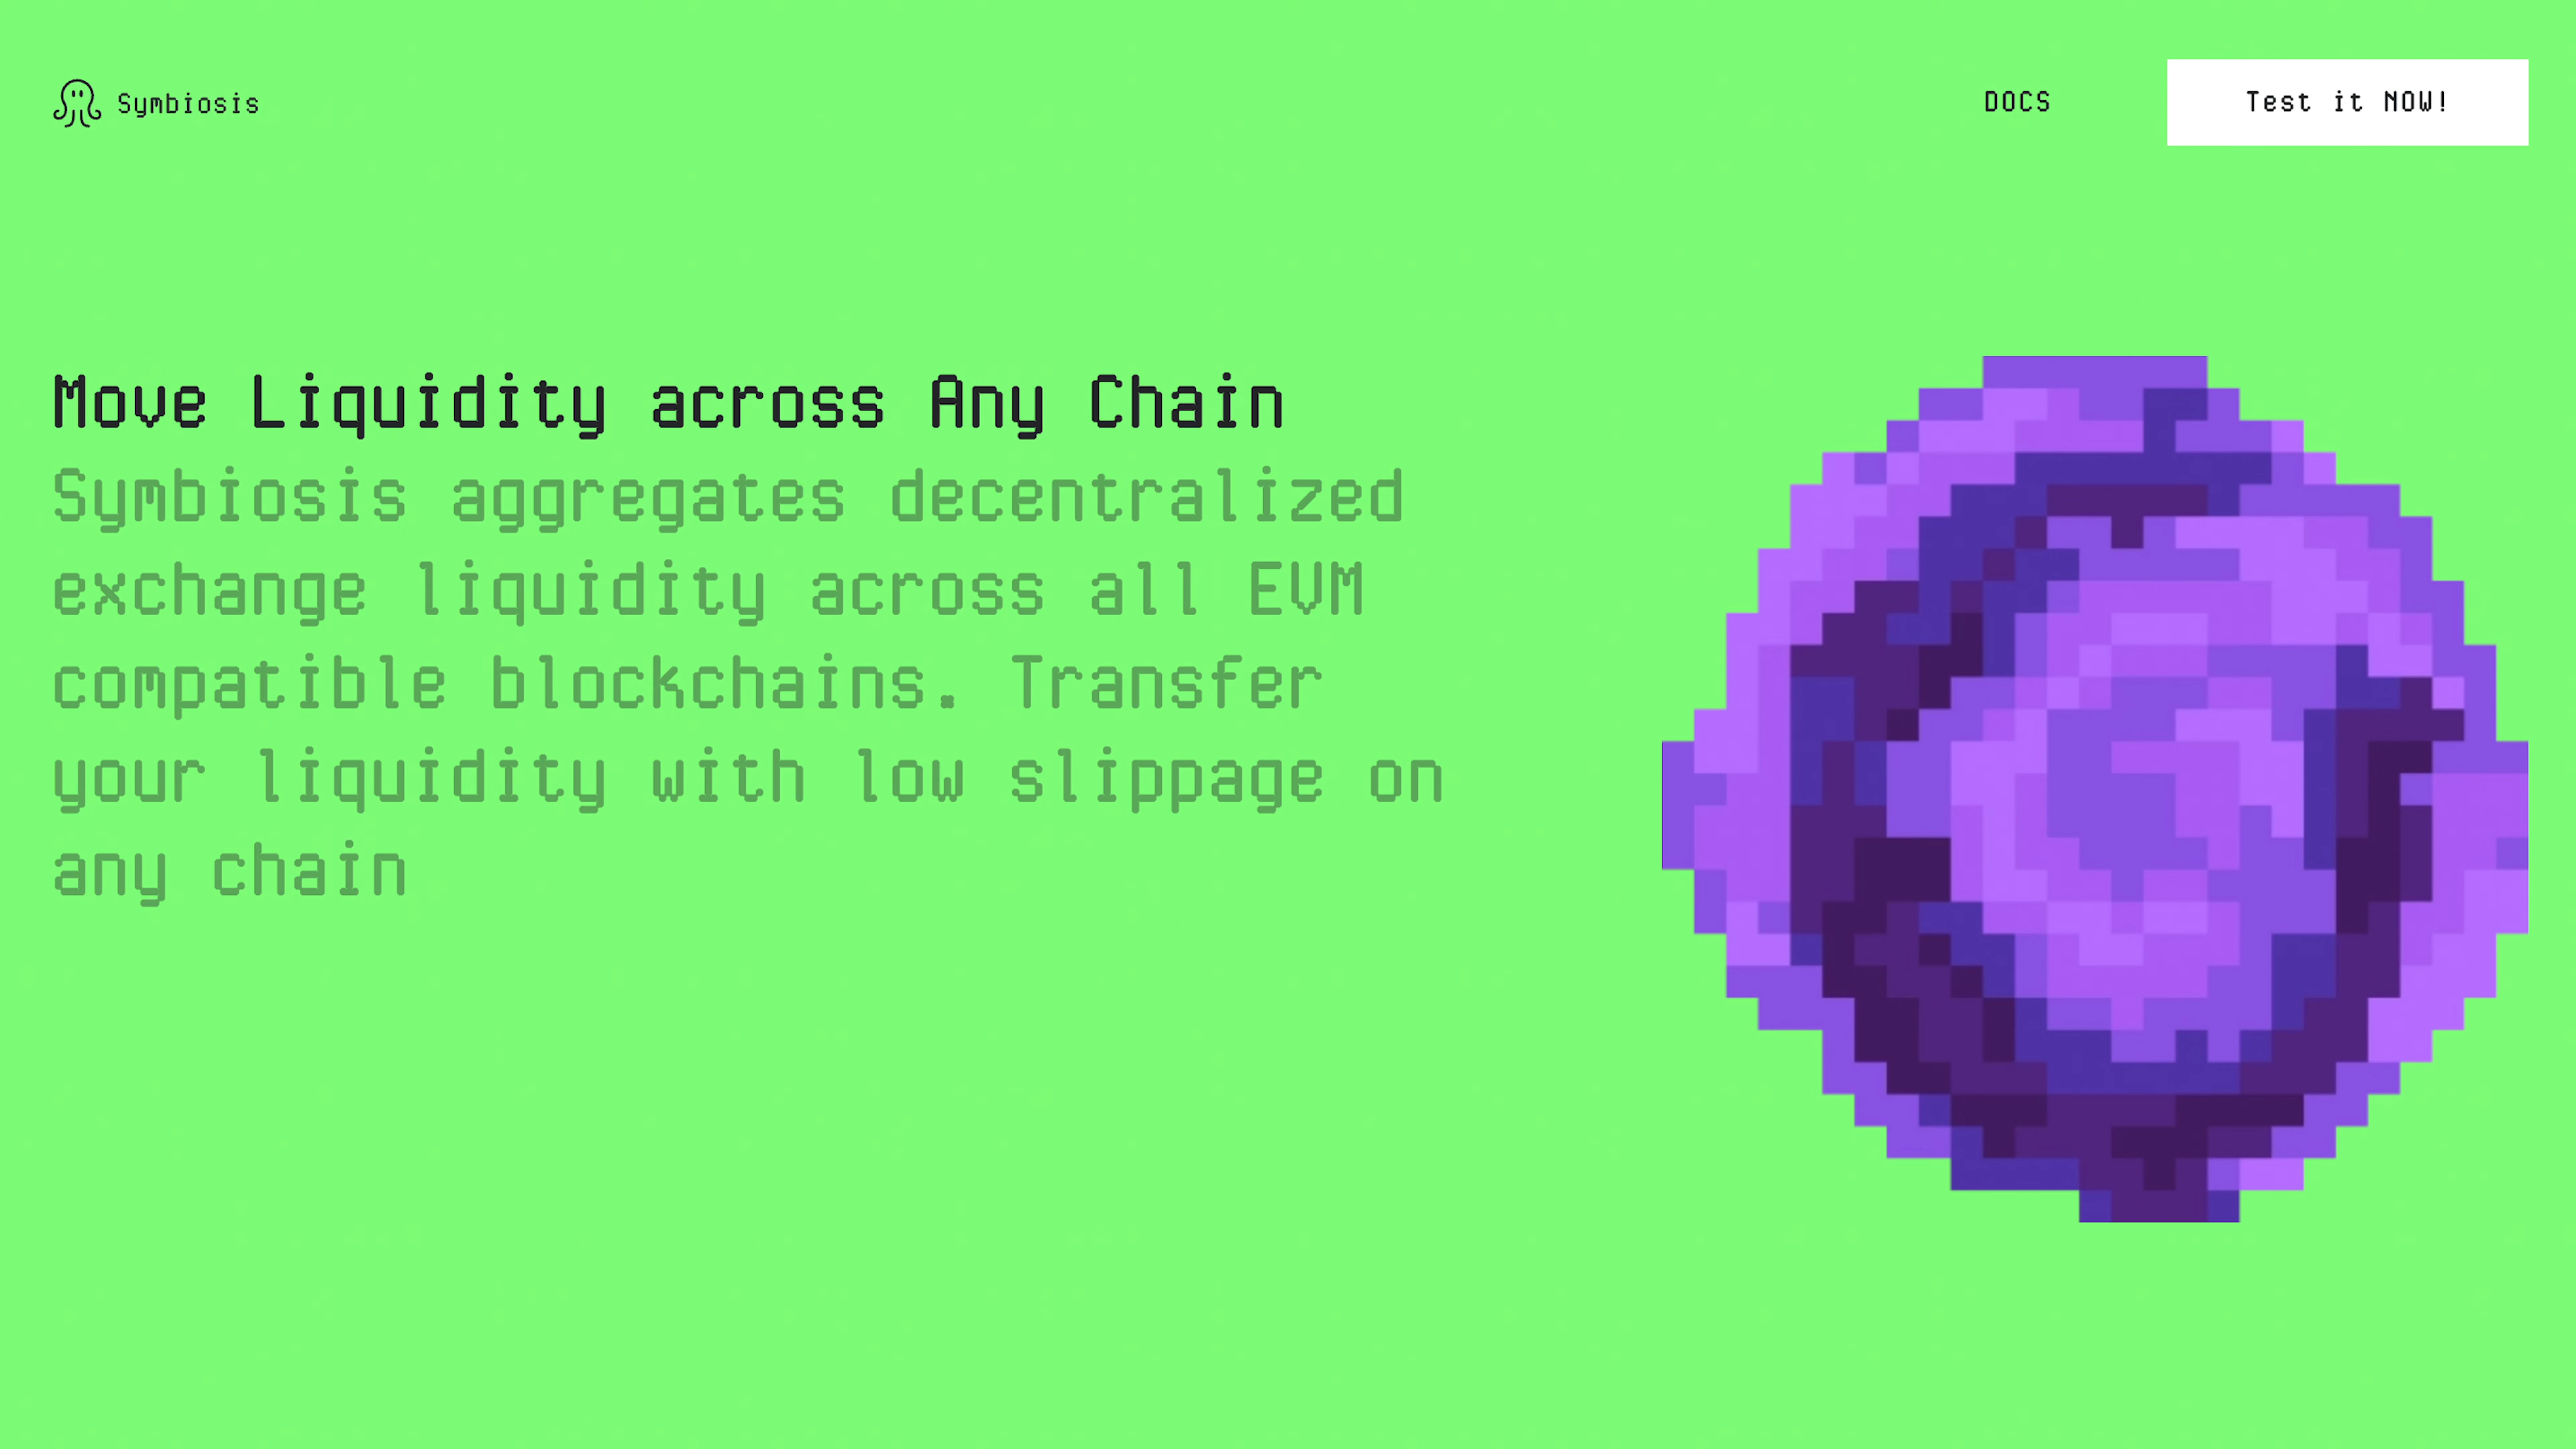 Symbiosis
DOCS
Test it NOW!
Move Liquidity across Any Chain
Symbiosis aggregates decentralized
exchange liquidity across all EVM
compatible blockchains. Transfer
your liquidity with low slippage on
any chain